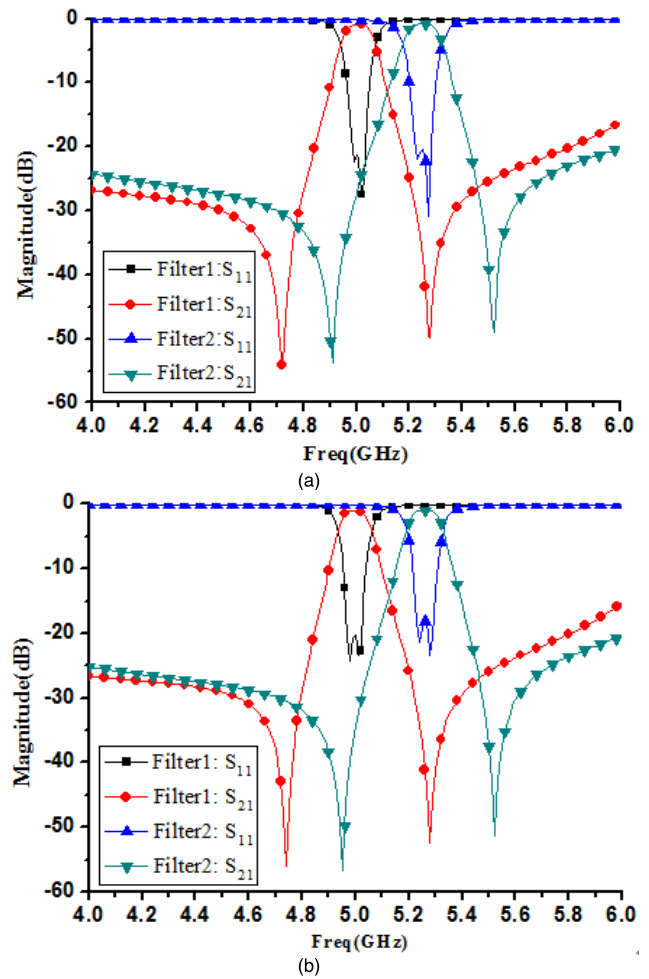 0
-10
-20
-30
-40
-50
-60
Magnitude(dB)
Filter1:S11
Filter1:S21
Filter2:S11
Filter2:S21
4.0 4.2 4.4 4.6 4.8 5.0 5.2 5.4 5.6 5.8 6.0
Freq(GHz)
(a)
0
-10
-20
-30
-40
-50
-60
Magnitude(dB)
Filter1: S11
Filter1: S21
Filter2: S11
Filter2: S21
4.0 4.2 4.4 4.6 4.8 5.0 5.2 5.4 5.6 5.8 6.0
Freq(GHz)
(b)